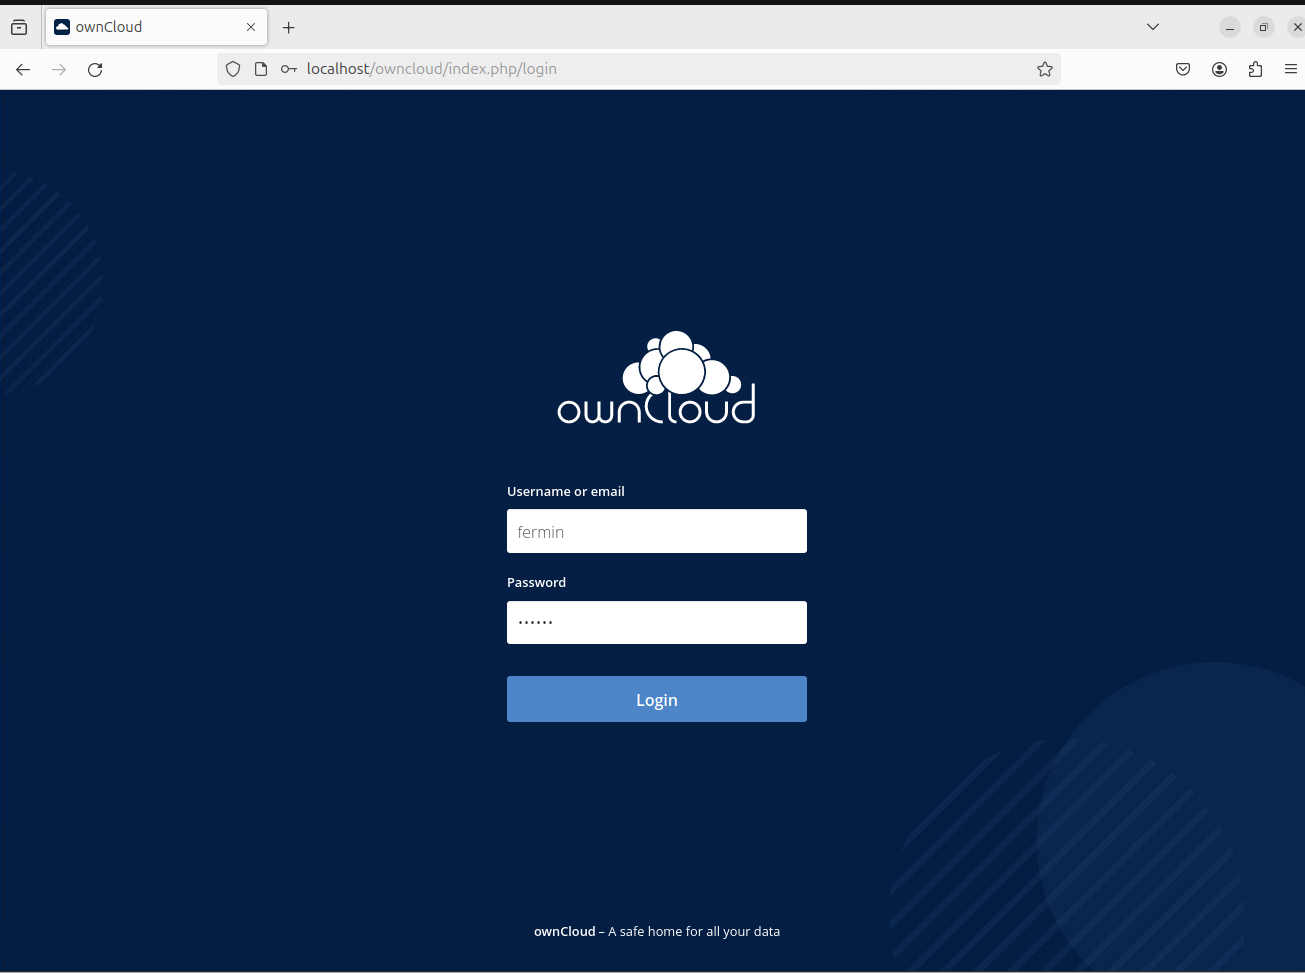 ownCloud
localhost/owncloud/index.php/login
ownCloud
Username or email
fermin
Password
••••••
Login
ownCloud – A safe home for all your data